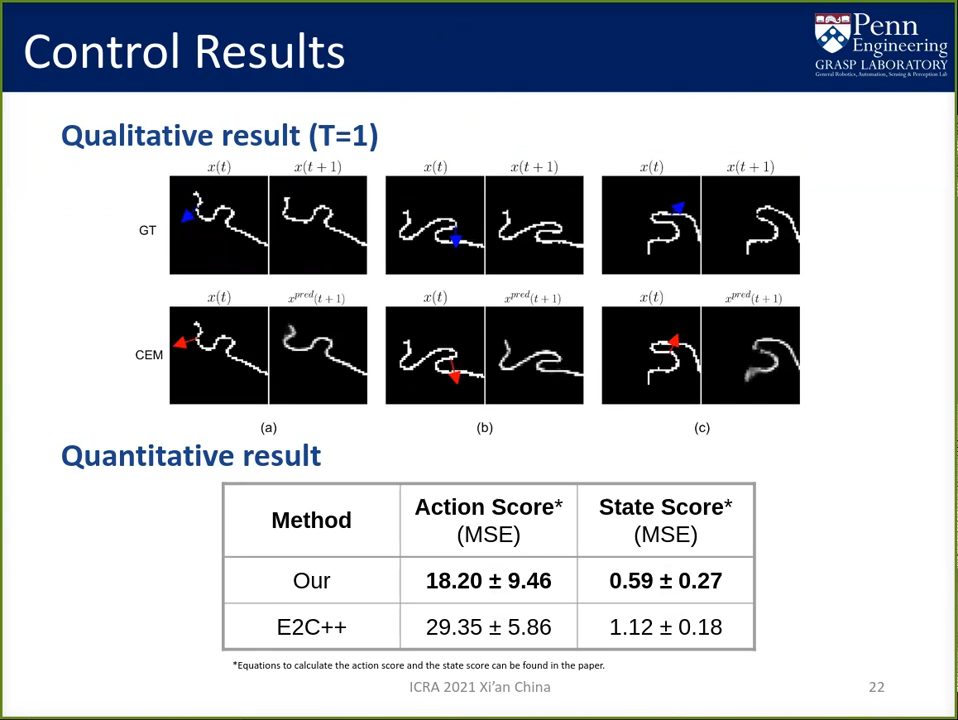 Control Results
Penn
Engineering
GRASP LABORATORY
General Robotics, Automation, Sensing & Perception Lab
Qualitative result (T=1)
x(t) x(t + 1) x(t) x(t + 1) x(t) x(t + 1)
GT
x(t) x^{pred}(t+1) x(t) x^{pred}(t+1) x(t) x^{pred}(t+1)
CEM
(a) (b) (c)
Quantitative result
Method Action Score* (MSE) State Score* (MSE)
Our 18.20 ± 9.46 0.59 ± 0.27
E2C++ 29.35 ± 5.86 1.12 ± 0.18
*Equations to calculate the action score and the state score can be found in the paper.
ICRA 2021 Xi’an China 22